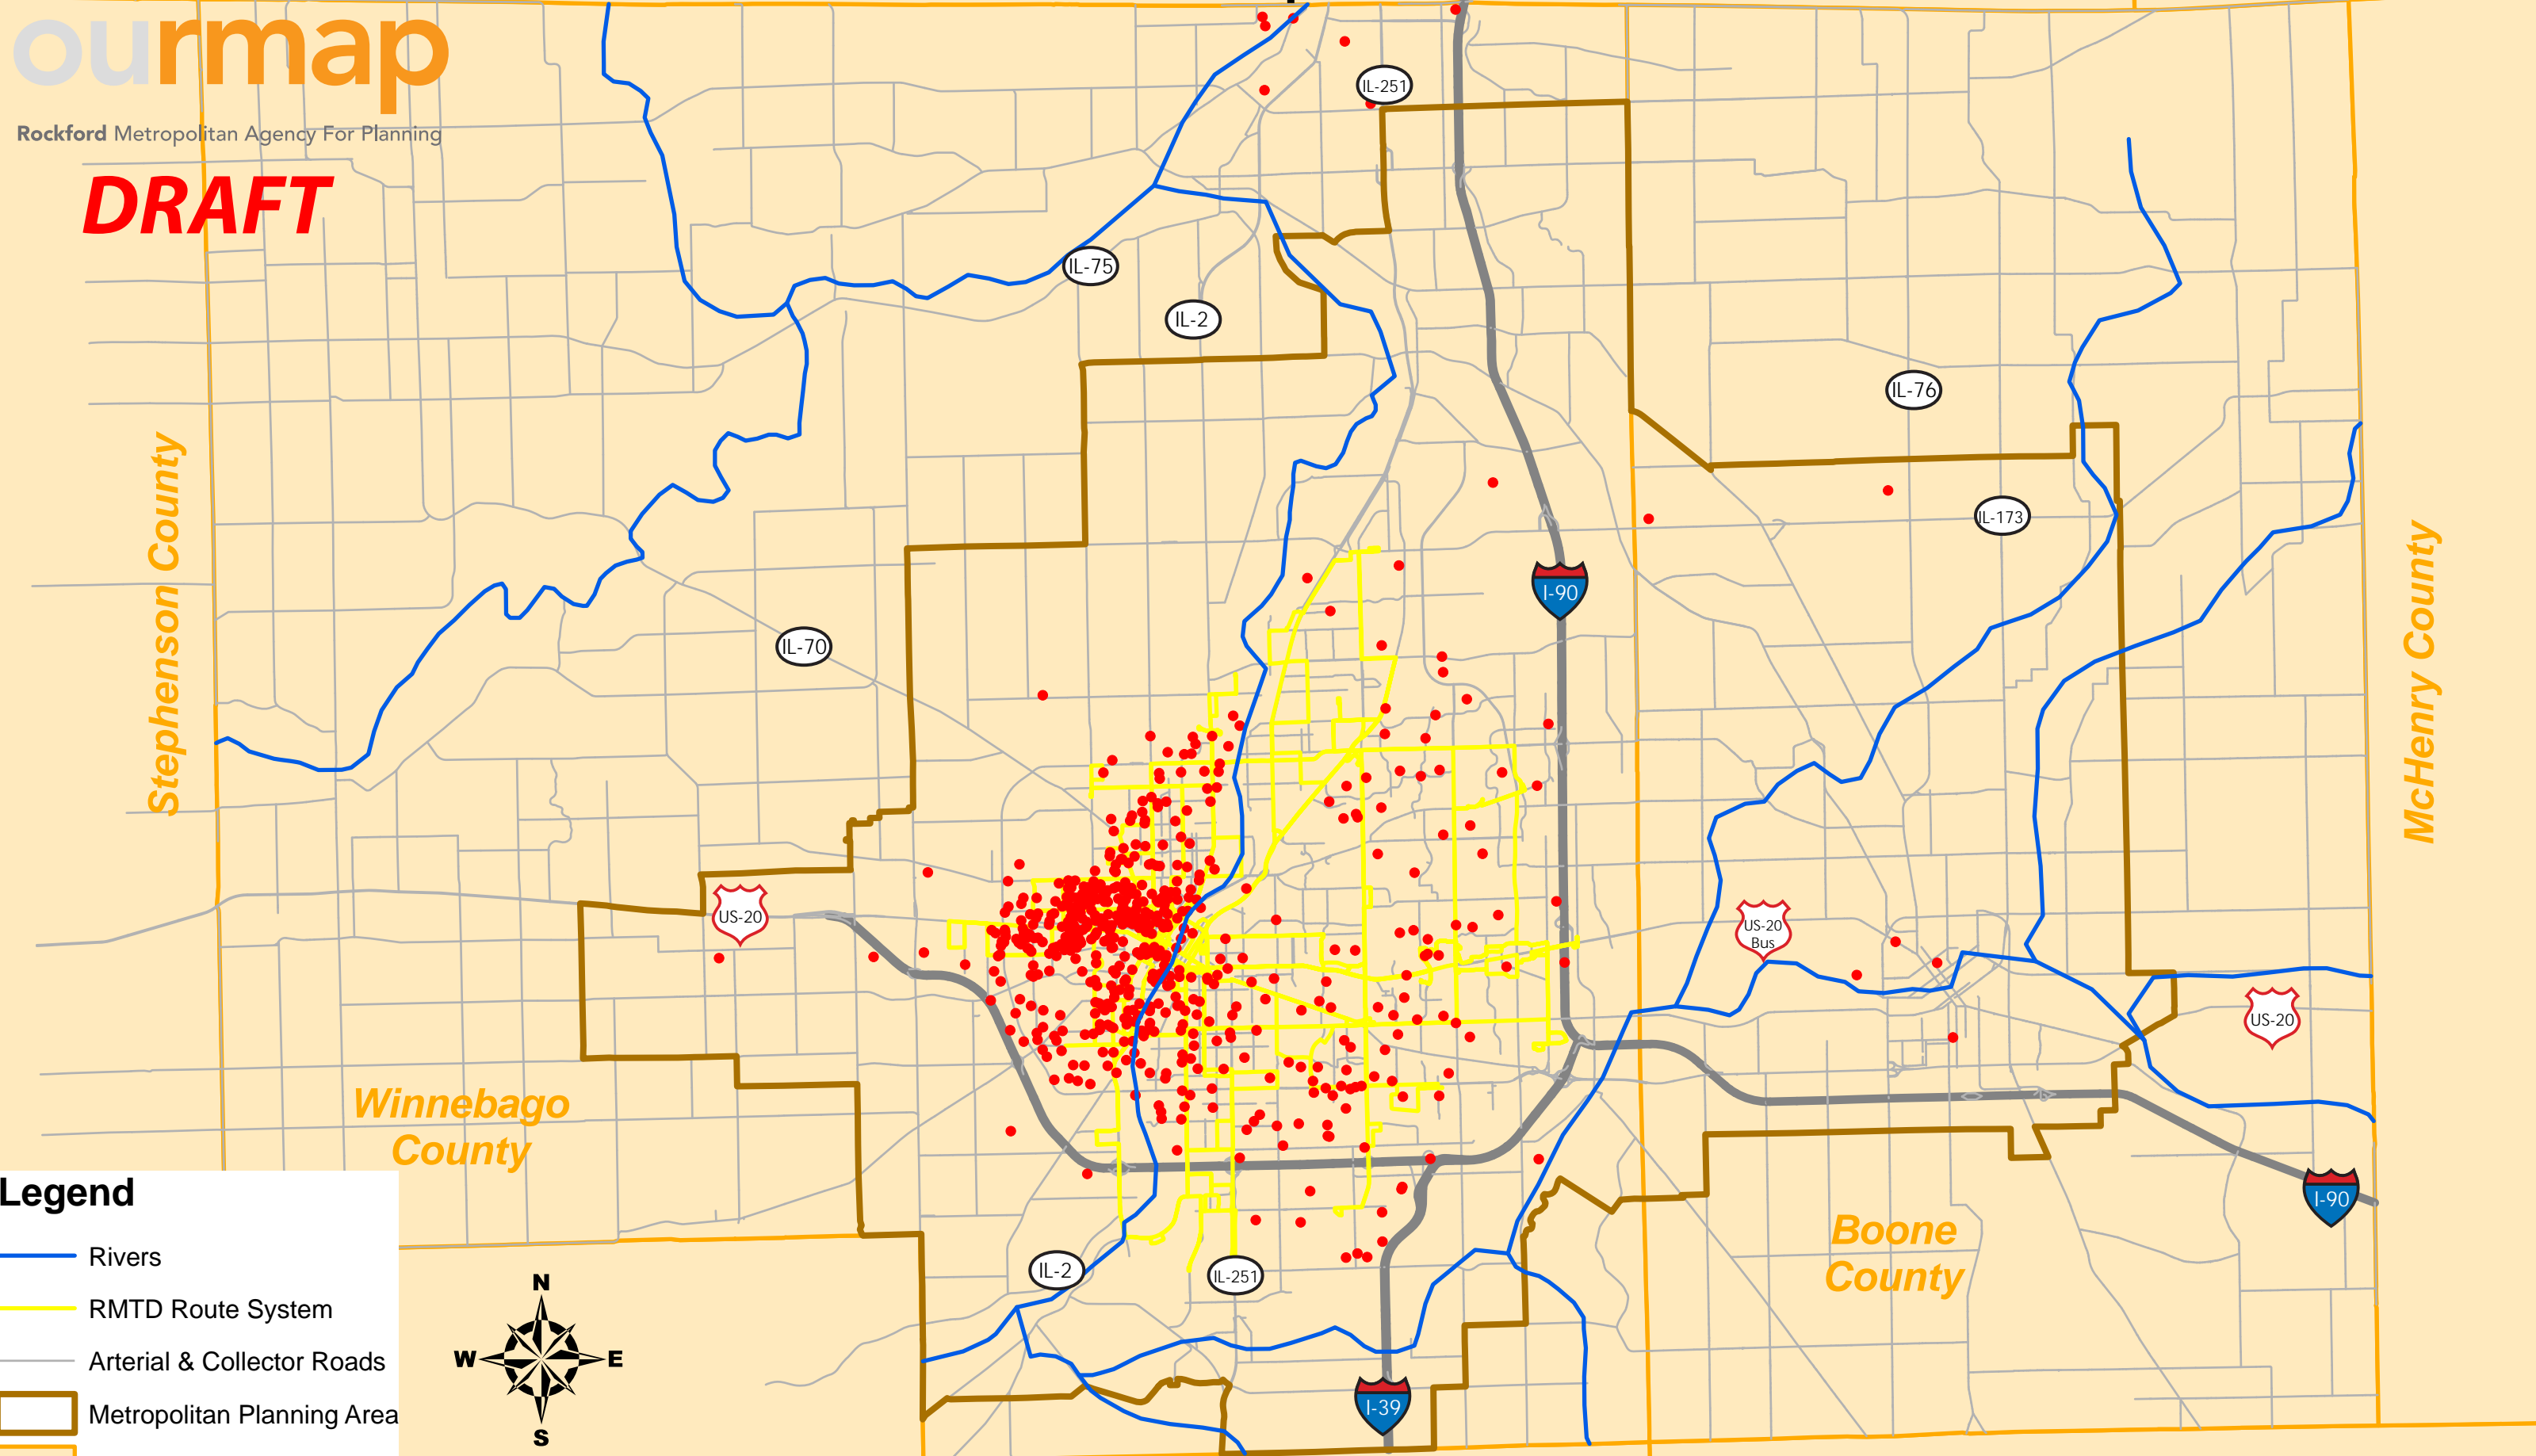 ourmap
Rockford Metropolitan Agency For Planning
DRAFT
IL-251
IL-75
IL-2
IL-76
IL-173
I-90
IL-70
Stephenson County
McHenry County
US-20
US-20
Bus
US-20
Winnebago
County
I-90
Boone
County
IL-2
IL-251
I-39
Legend
Rivers
RMTD Route System
Arterial & Collector Roads
Metropolitan Planning Area
N
W
E
S